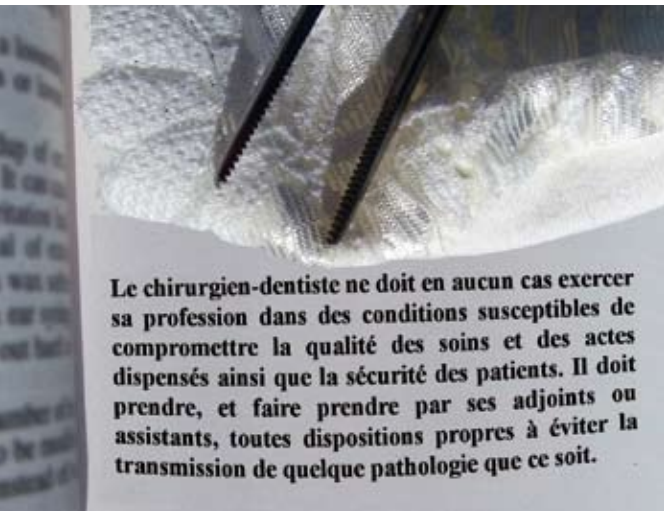 Le chirurgien-dentiste ne doit en aucun cas exercer
sa profession dans des conditions susceptibles de
compromettre la qualité des soins et des actes
dispensés ainsi que la sécurité des patients. Il doit
prendre, et faire prendre par ses adjoints ou
assistants, toutes dispositions propres à éviter la
transmission de quelque pathologie que ce soit.